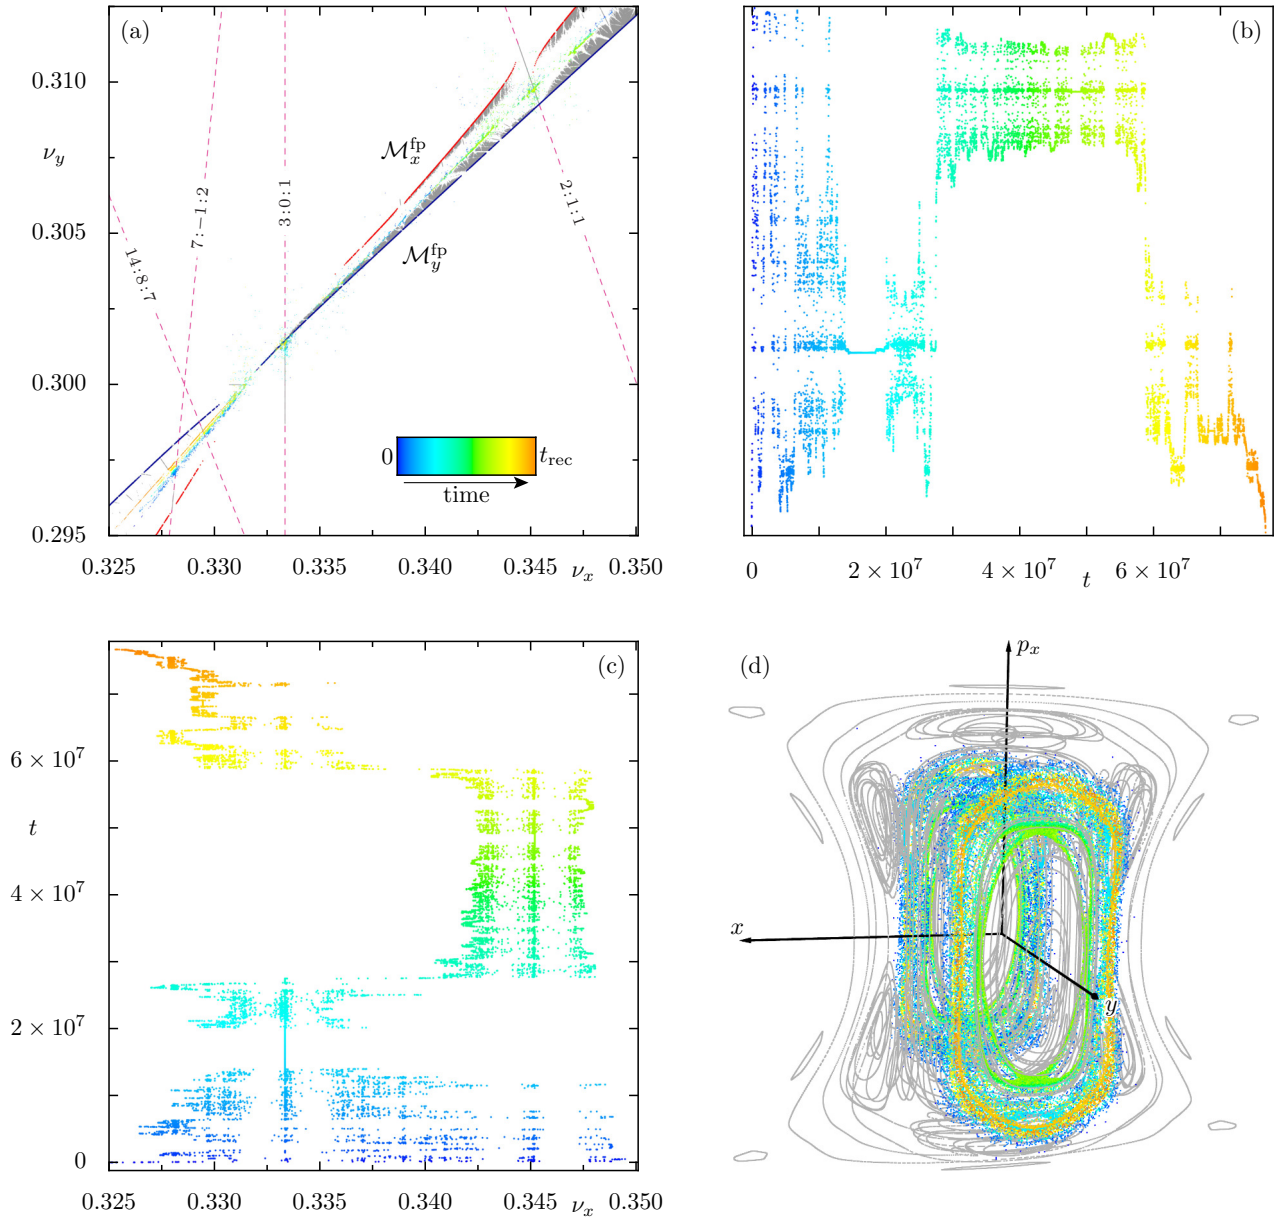 (a)
0.310
ν_y
0.305
0.300
0.295
M_x^fp
M_y^fp
14:8:7
7:−1:2
3:0:1
2:1:1
0
t_rec
time
0.325
0.330
0.335
0.340
0.345
ν_x
0.350
(b)
0
2 × 10^7
4 × 10^7
t
6 × 10^7
(c)
6 × 10^7
t
4 × 10^7
2 × 10^7
0
0.325
0.330
0.335
0.340
0.345
ν_x
0.350
(d)
p_x
x
y